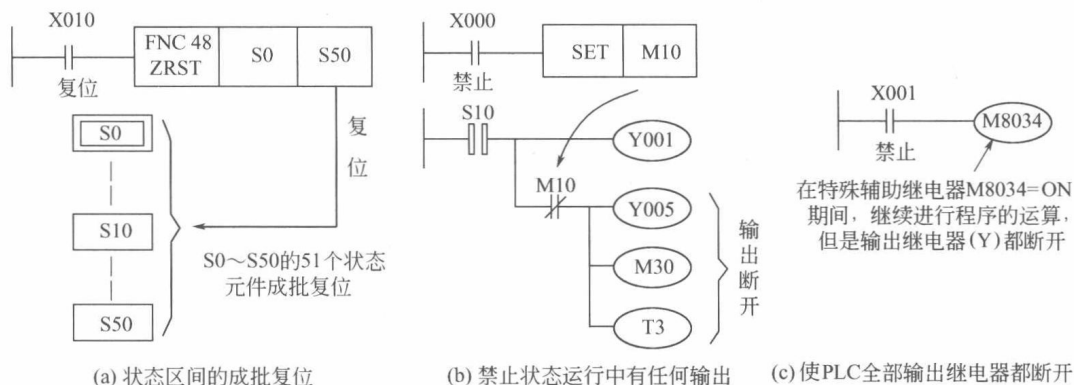 X010
FNC 48
ZRST
S0
S50
复位
S0
S10
S50
复
位
S0～S50的51个状态
元件成批复位
(a) 状态区间的成批复位
X000
SET
M10
禁止
S10
Y001
M10
Y005
M30
T3
输
出
断
开
(b) 禁止状态运行中有任何输出
X001
M8034
禁止
在特殊辅助继电器M8034=ON
期间，继续进行程序的运算，
但是输出继电器(Y)都断开
(c) 使PLC全部输出继电器都断开